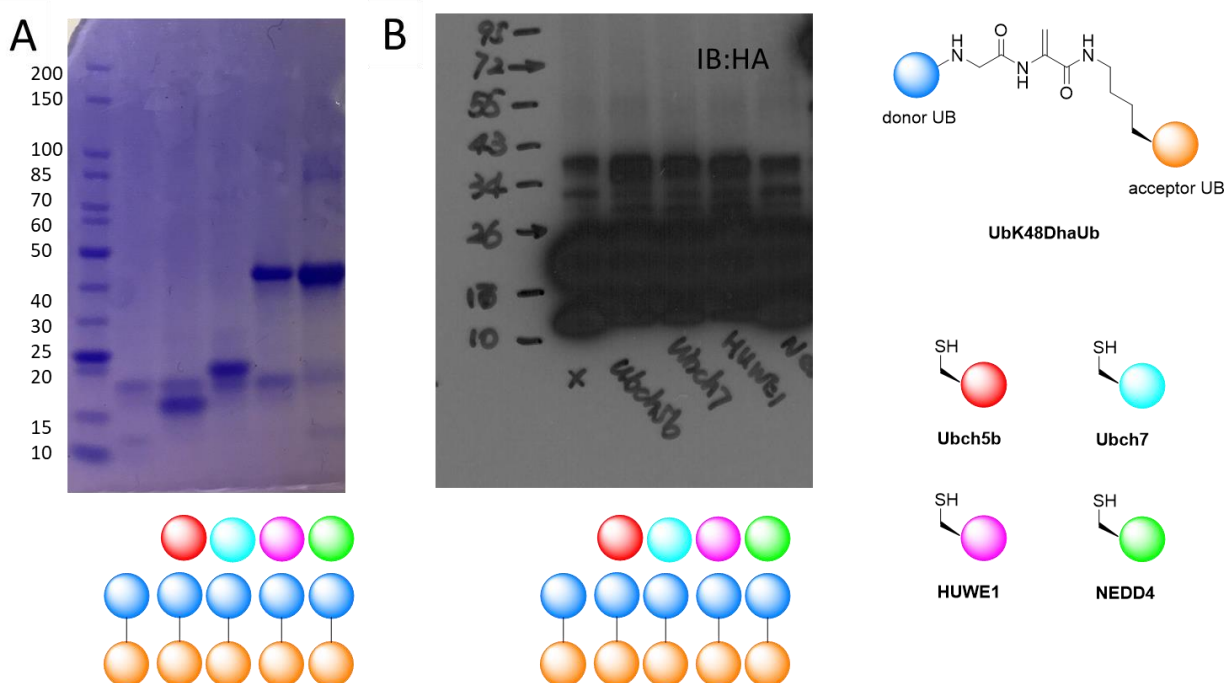 A
200
150
100
85
70
60
50
40
30
25
20
15
10
B
IB:HA
95
72
55
43
34
26
10
X
Ubch5b
Ubch7
HUWE1
Ne
O
H
N
N
H
O
H
N
donor UB
acceptor UB
UbK48DhaUb
SH
Ubch5b
SH
Ubch7
SH
HUWE1
SH
NEDD4